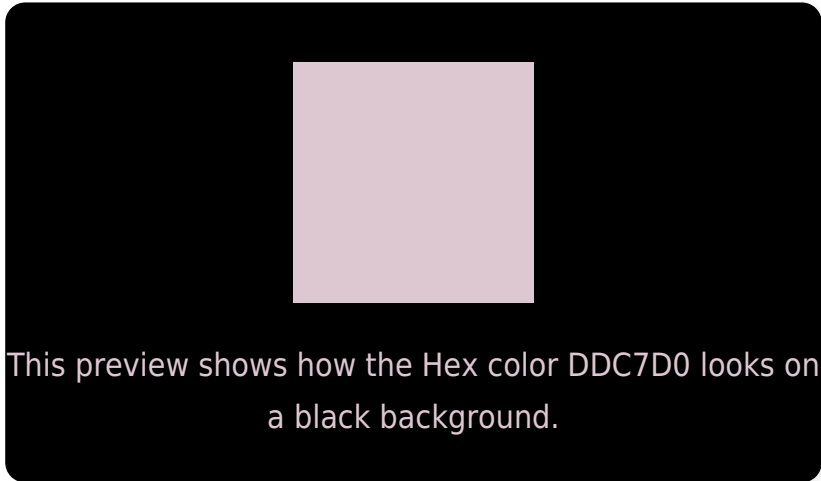 This preview shows how the Hex color DDC7D0 looks on
a black background.